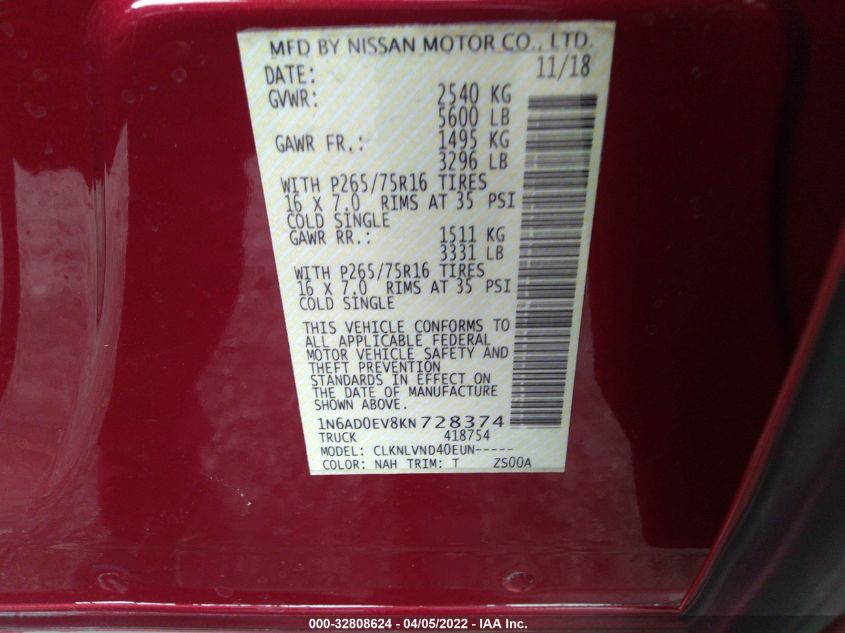 MFD BY NISSAN MOTOR CO., LTD.
DATE: 11/18
GVWR: 2540 KG
5600 LB
GAWR FR.: 1495 KG
3296 LB
WITH P265/75R16 TIRES
16 X 7.0 RIMS AT 35 PSI
COLD SINGLE
GAWR RR.: 1511 KG
3331 LB
WITH P265/75R16 TIRES
16 X 7.0 RIMS AT 35 PSI
COLD SINGLE
THIS VEHICLE CONFORMS TO
ALL APPLICABLE FEDERAL
MOTOR VEHICLE SAFETY AND
THEFT PREVENTION
STANDARDS IN EFFECT ON
THE DATE OF MANUFACTURE
SHOWN ABOVE.
1N6AD0EV8KN728374
TRUCK 418754
MODEL: CLKNLVND40EUN-----
COLOR: NAH TRIM: T ZS00A
000-32808624 - 04/05/2022 - IAA Inc.